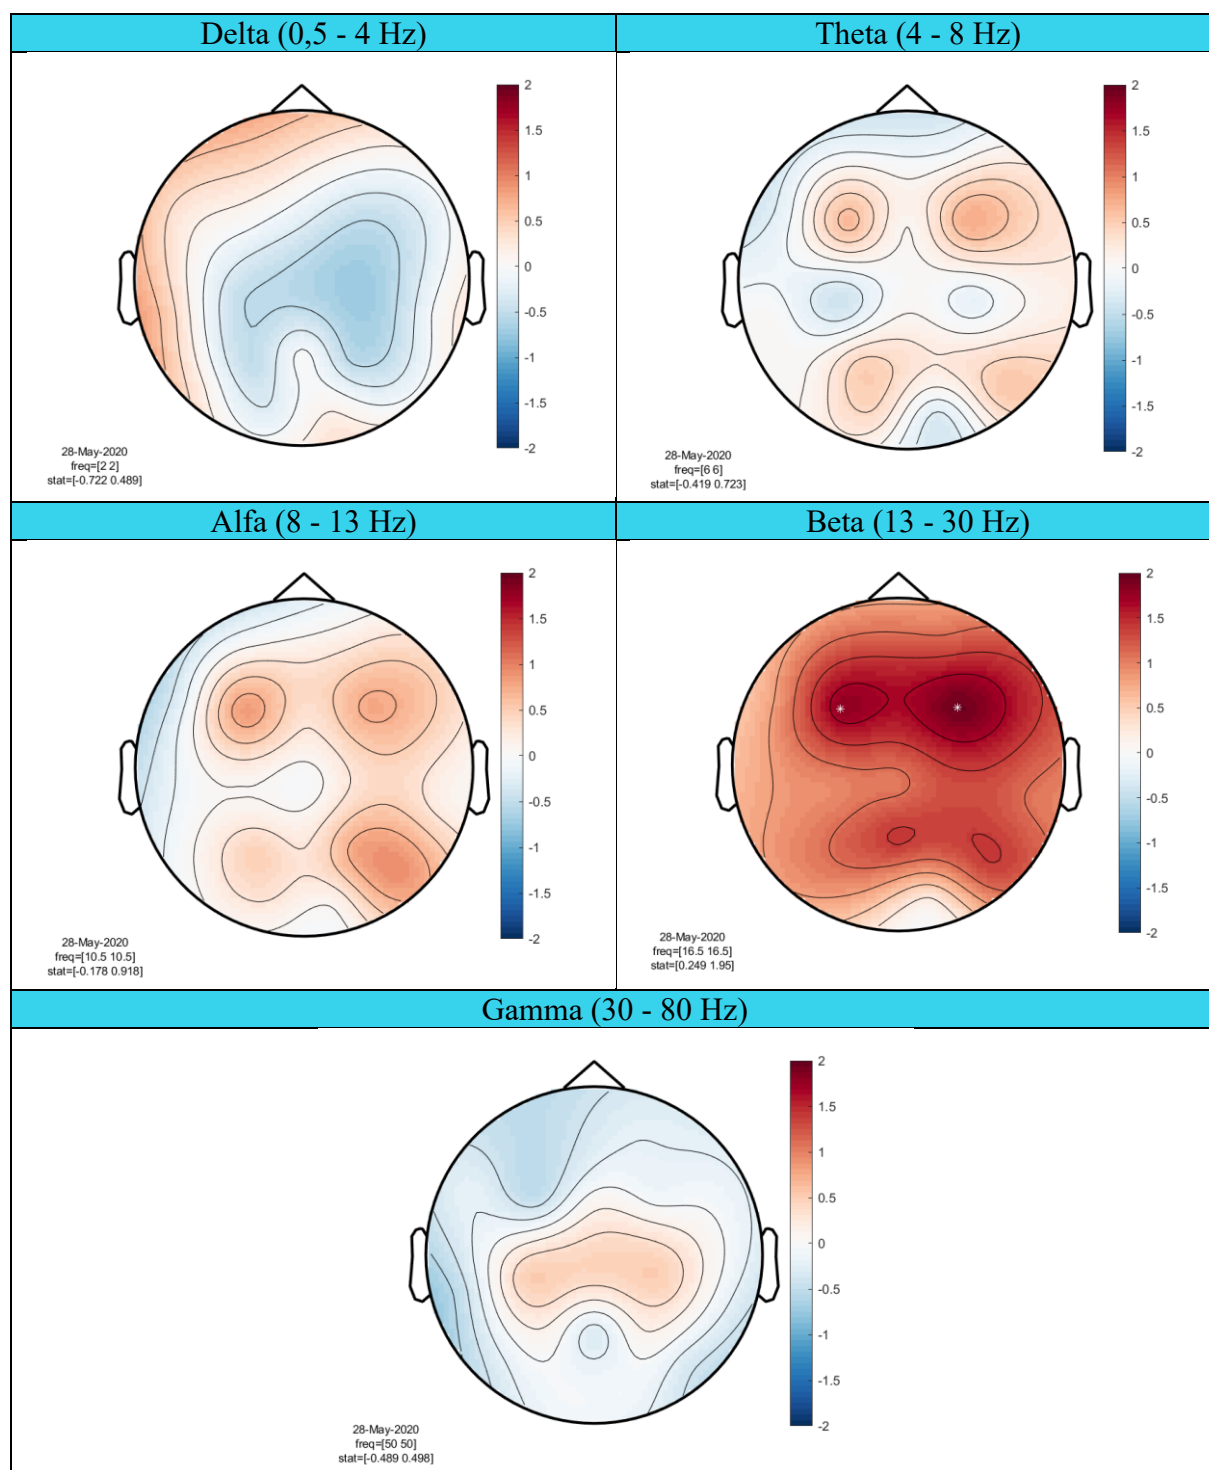 Delta (0,5 - 4 Hz)
Theta (4 - 8 Hz)
2
1.5
1
0.5
0
-0.5
-1
-1.5
-2
28-May-2020
freq=[2 2]
stat=[-0.722 0.489]
2
1.5
1
0.5
0
-0.5
-1
-1.5
-2
28-May-2020
freq=[6 6]
stat=[-0.419 0.723]
Alfa (8 - 13 Hz)
Beta (13 - 30 Hz)
2
1.5
1
0.5
0
-0.5
-1
-1.5
-2
28-May-2020
freq=[10.5 10.5]
stat=[-0.178 0.918]
2
1.5
1
0.5
0
-0.5
-1
-1.5
-2
28-May-2020
freq=[16.5 16.5]
stat=[0.249 1.95]
Gamma (30 - 80 Hz)
2
1.5
1
0.5
0
-0.5
-1
-1.5
-2
28-May-2020
freq=[50 50]
stat=[-0.489 0.498]